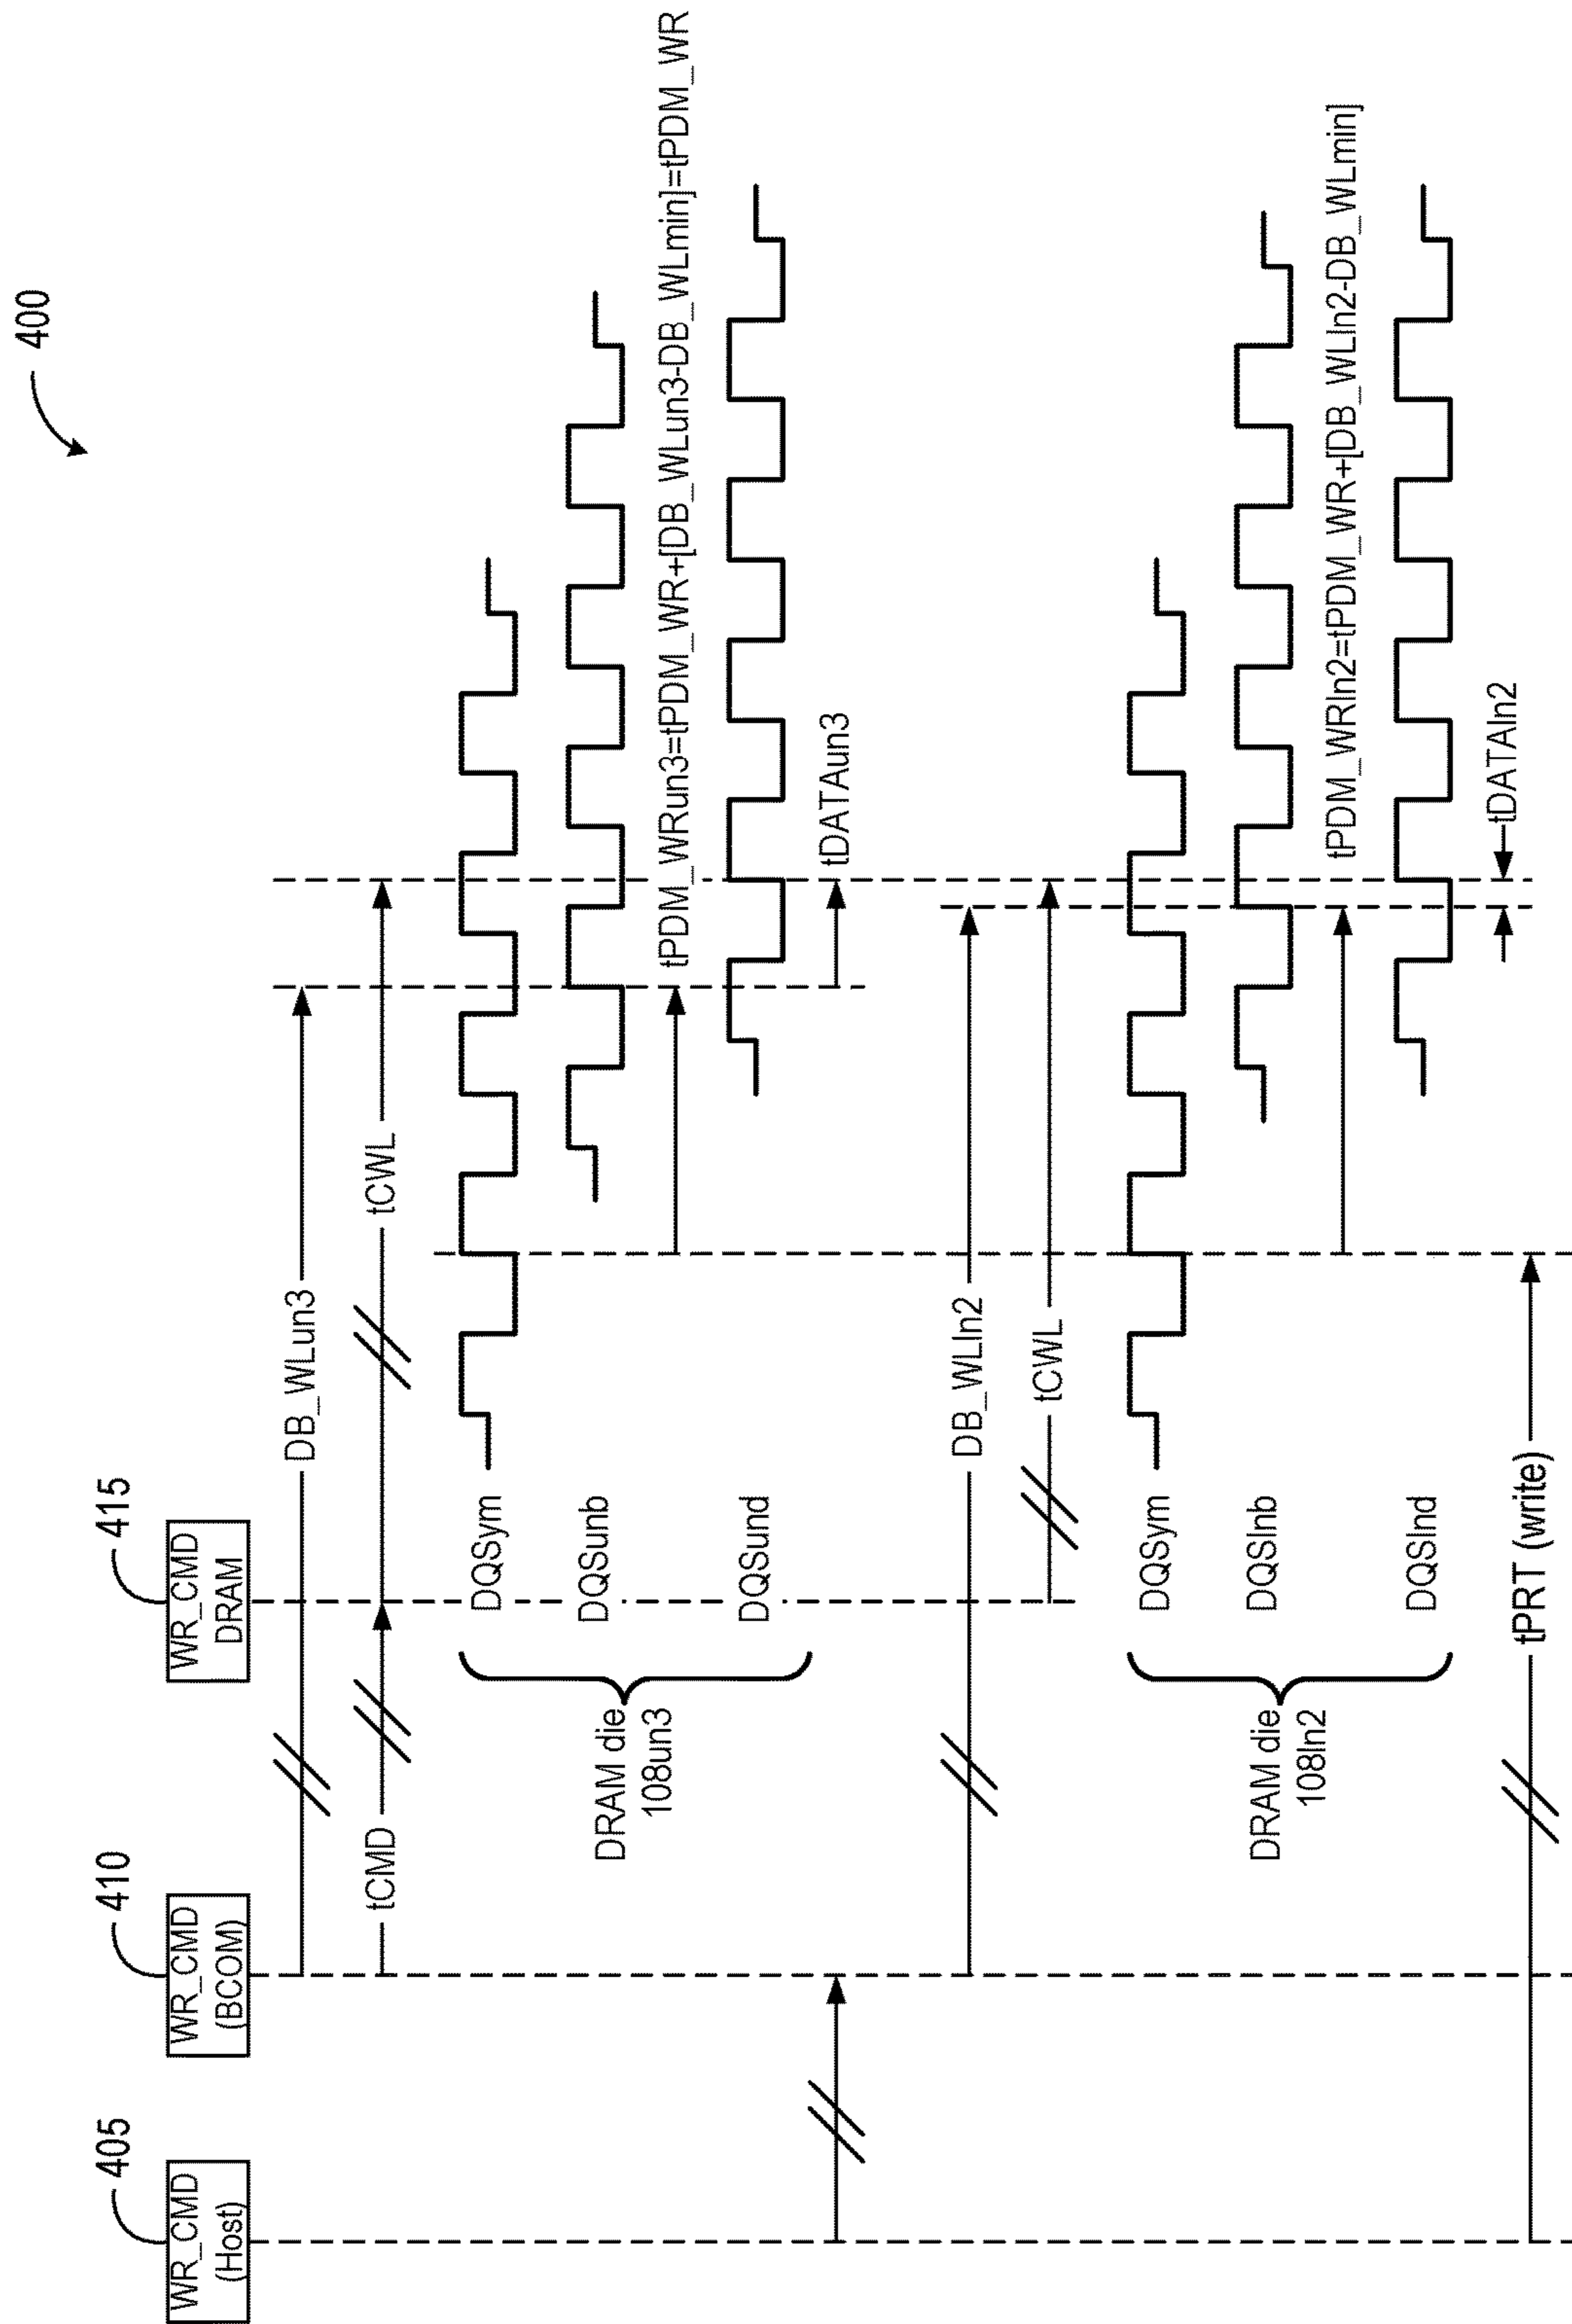 400
405
WR_CMD
(Host)
410
WR_CMD
(BCOM)
415
WR_CMD
DRAM
DB_WLun3
tCMD
tCWL
DQSym
DQSunb
tPDM_WRun3=tPDM_WR+[DB_WLun3-DB_WLmin]=tPDM_WR
DQSund
DRAM die
108un3
tDATAun3
DB_WLln2
tCWL
DQSym
DQSlnb
tPDM_WRln2=tPDM_WR+[DB_WLln2-DB_WLmin]
DQSlnd
DRAM die
108ln2
tDATAln2
tPRT (write)